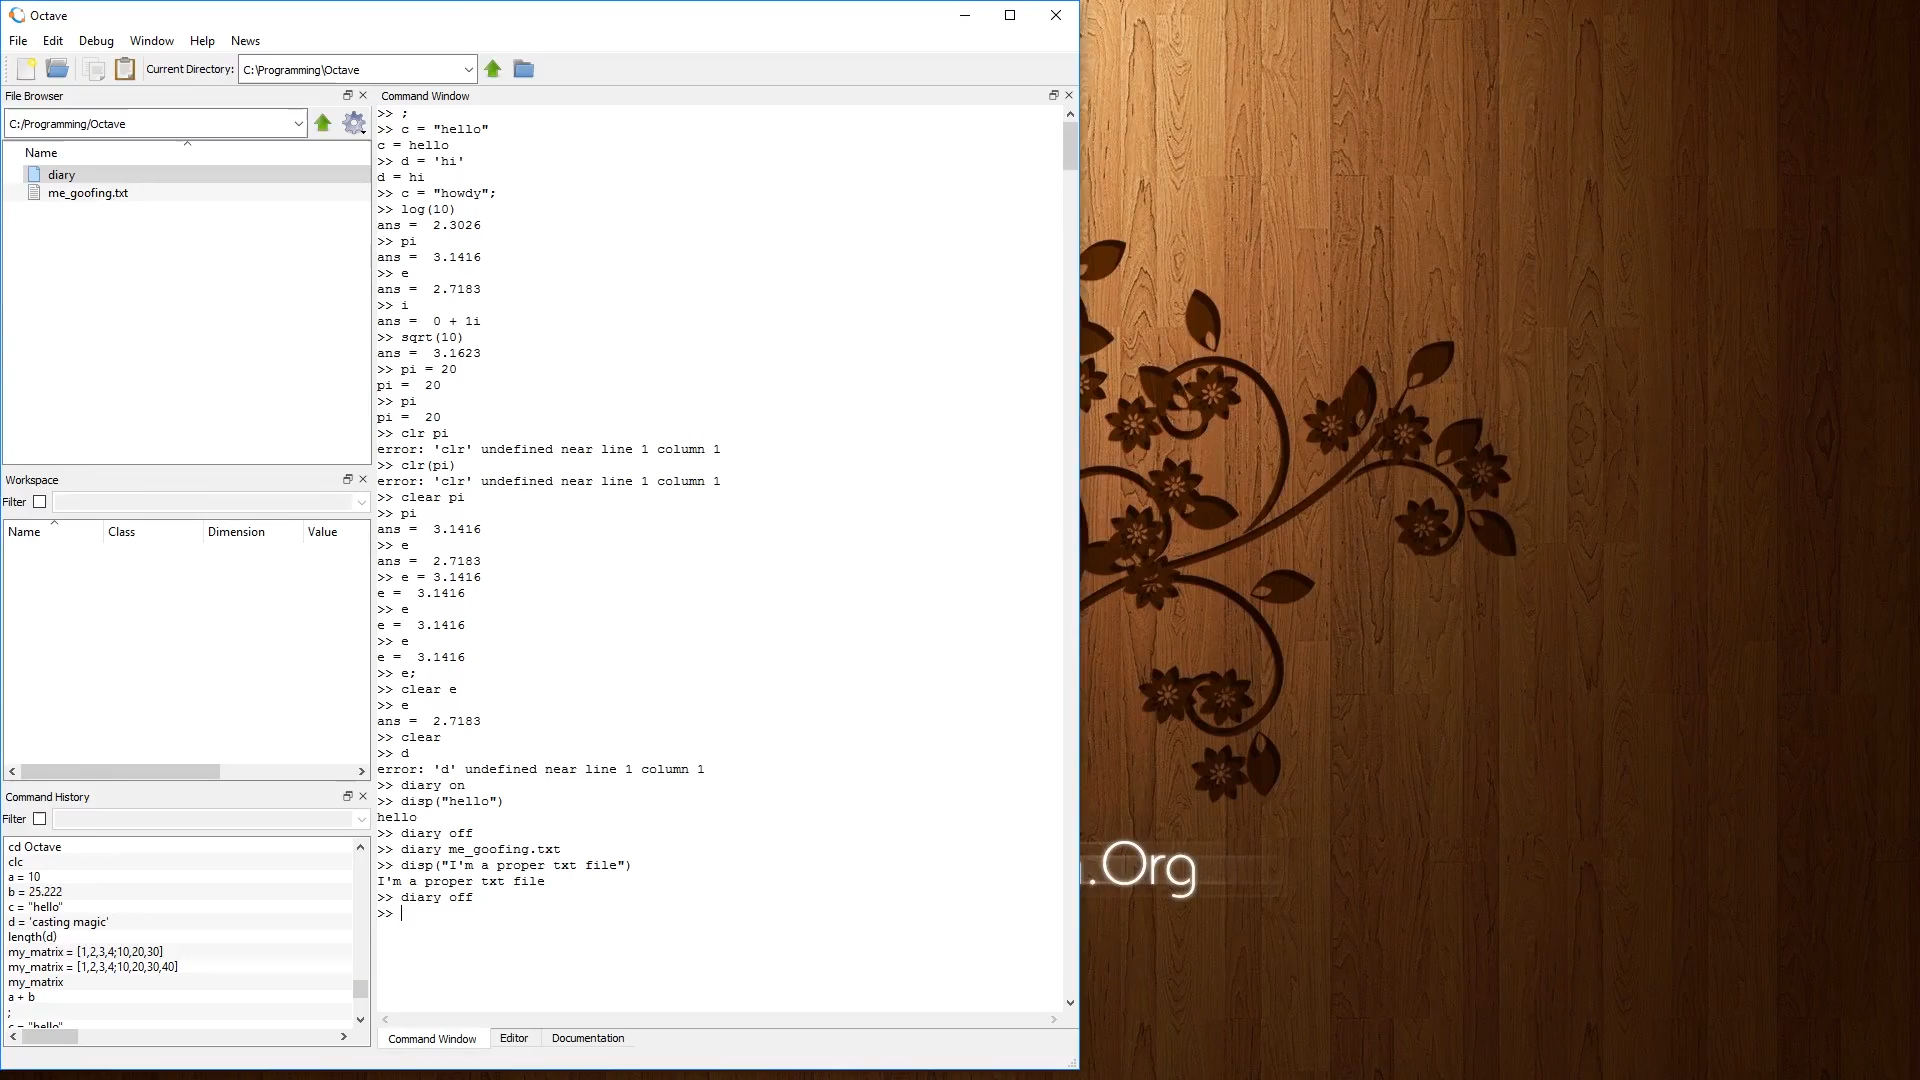 Octave
File Edit Debug Window Help News
Current Directory: C:\Programming\Octave
File Browser
C:/Programming/Octave
Name
diary
me_goofing.txt
Workspace
Filter
Name Class Dimension Value
Command History
Filter
cd Octave
clc
a = 10
b = 25.222
c = "hello"
d = 'casting magic'
length(d)
my_matrix = [1,2,3,4;10,20,30]
my_matrix = [1,2,3,4;10,20,30,40]
my_matrix
a + b
;
c = "hello"
Command Window
>> ;
>> c = "hello"
c = hello
>> d = 'hi'
d = hi
>> c = "howdy";
>> log(10)
ans =  2.3026
>> pi
ans =  3.1416
>> e
ans =  2.7183
>> i
ans =  0 + 1i
>> sqrt(10)
ans =  3.1623
>> pi = 20
pi =  20
>> pi
pi =  20
>> clr pi
error: 'clr' undefined near line 1 column 1
>> clr(pi)
error: 'clr' undefined near line 1 column 1
>> clear pi
>> pi
ans =  3.1416
>> e
ans =  2.7183
>> e = 3.1416
e =  3.1416
>> e
e =  3.1416
>> e
e =  3.1416
>> e;
>> clear e
>> e
ans =  2.7183
>> clear
>> d
error: 'd' undefined near line 1 column 1
>> diary on
>> disp("hello")
hello
>> diary off
>> diary me_goofing.txt
>> disp("I'm a proper txt file")
I'm a proper txt file
>> diary off
>>
Command Window Editor Documentation
.Org